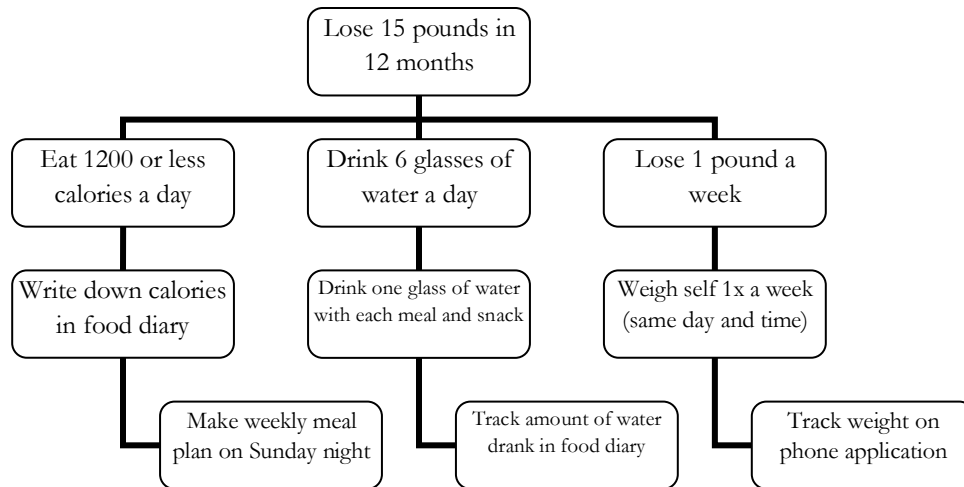 Lose 15 pounds in
12 months
Eat 1200 or less
calories a day
Drink 6 glasses of
water a day
Lose 1 pound a
week
Write down calories
in food diary
Drink one glass of water
with each meal and snack
Weigh self 1x a week
(same day and time)
Make weekly meal
plan on Sunday night
Track amount of water
drank in food diary
Track weight on
phone application